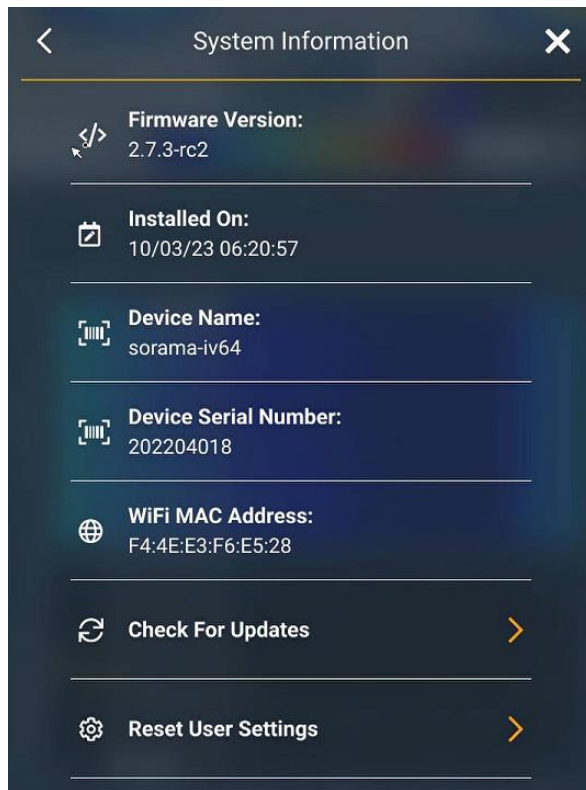 System Information
Firmware Version:
2.7.3-rc2
Installed On:
10/03/23 06:20:57
Device Name:
sorama-iv64
Device Serial Number:
202204018
WiFi MAC Address:
F4:4E:E3:F6:E5:28
Check For Updates
Reset User Settings